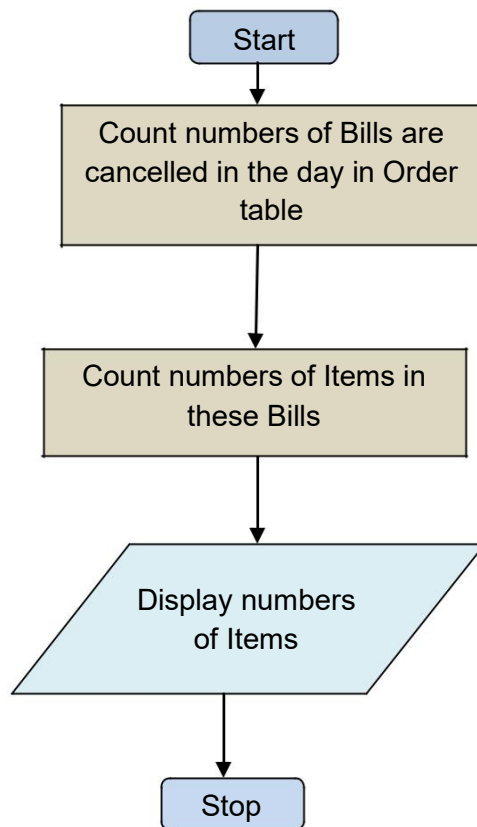 Start
Count numbers of Bills are
cancelled in the day in Order
table
Count numbers of Items in
these Bills
Display numbers
of Items
Stop